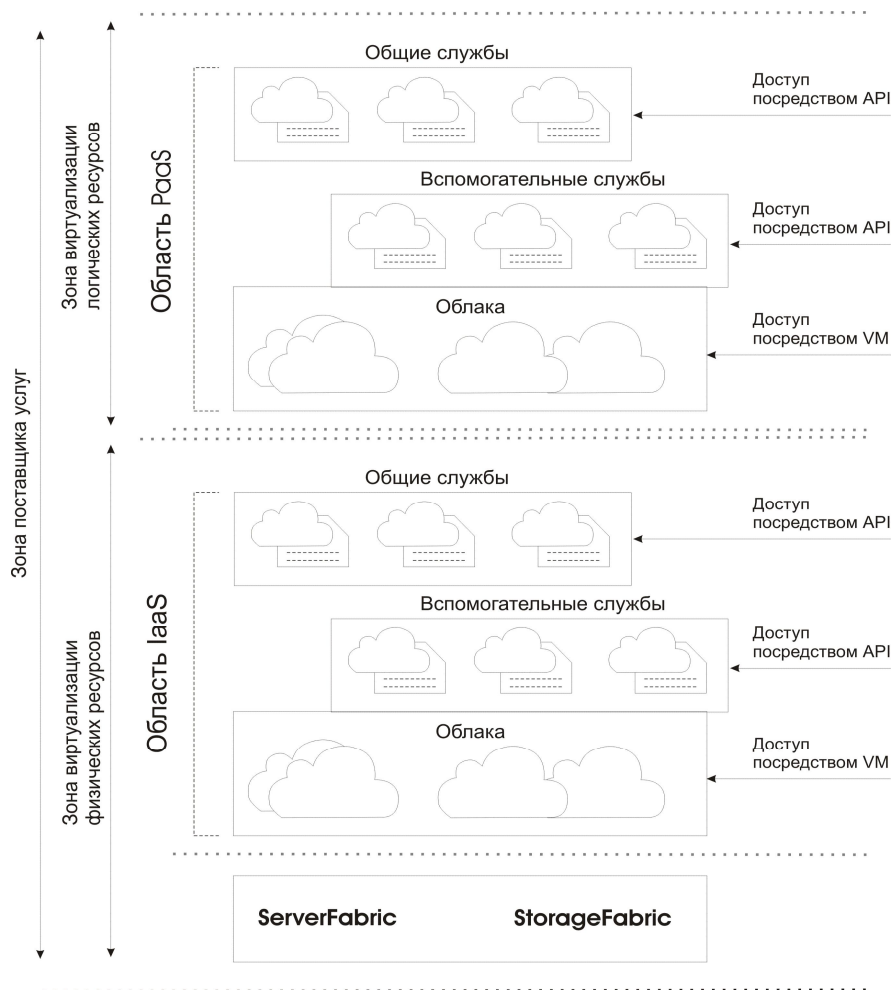 Общие службы
Доступ
посредством API
Вспомогательные службы
Доступ
посредством API
Облака
Доступ
посредством VM
Область PaaS
Зона виртуализации
логических ресурсов
Зона поставщика услуг
Общие службы
Доступ
посредством API
Вспомогательные службы
Доступ
посредством API
Облака
Доступ
посредством VM
Область IaaS
Зона виртуализации
физических ресурсов
ServerFabric
StorageFabric